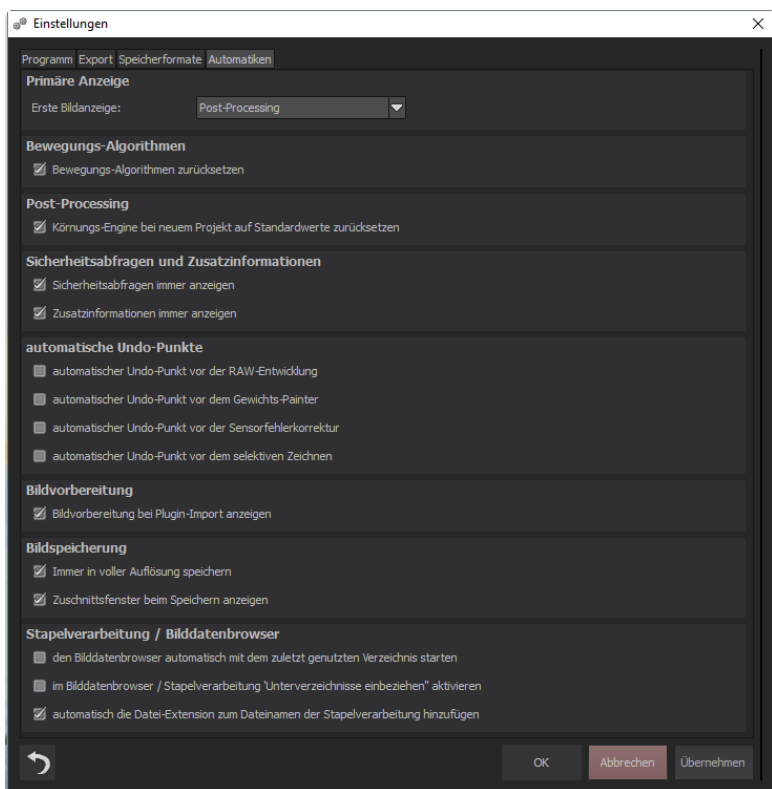 Einstellungen
Programm Export Speicherformate Automatiken
Primäre Anzeige
Erste Bildanzeige: Post-Processing
Bewegungs-Algorithmen
Bewegungs-Algorithmen zurücksetzen
Post-Processing
Körnungs-Engine bei neuem Projekt auf Standardwerte zurücksetzen
Sicherheitsabfragen und Zusatzinformationen
Sicherheitsabfragen immer anzeigen
Zusatzinformationen immer anzeigen
automatische Undo-Punkte
automatischer Undo-Punkt vor der RAW-Entwicklung
automatischer Undo-Punkt vor dem Gewichts-Painter
automatischer Undo-Punkt vor der Sensorfehlerkorrektur
automatischer Undo-Punkt vor dem selektiven Zeichnen
Bildvorbereitung
Bildvorbereitung bei Plugin-Import anzeigen
Bildspeicherung
Immer in voller Auflösung speichern
Zuschnittsfenster beim Speichern anzeigen
Stapelverarbeitung / Bilddatenbrowser
den Bilddatenbrowser automatisch mit dem zuletzt genutzten Verzeichnis starten
im Bilddatenbrowser / Stapelverarbeitung 'Unterverzeichnisse einbeziehen" aktivieren
automatisch die Datei-Extension zum Dateinamen der Stapelverarbeitung hinzufügen
OK Abbrechen Übernehmen